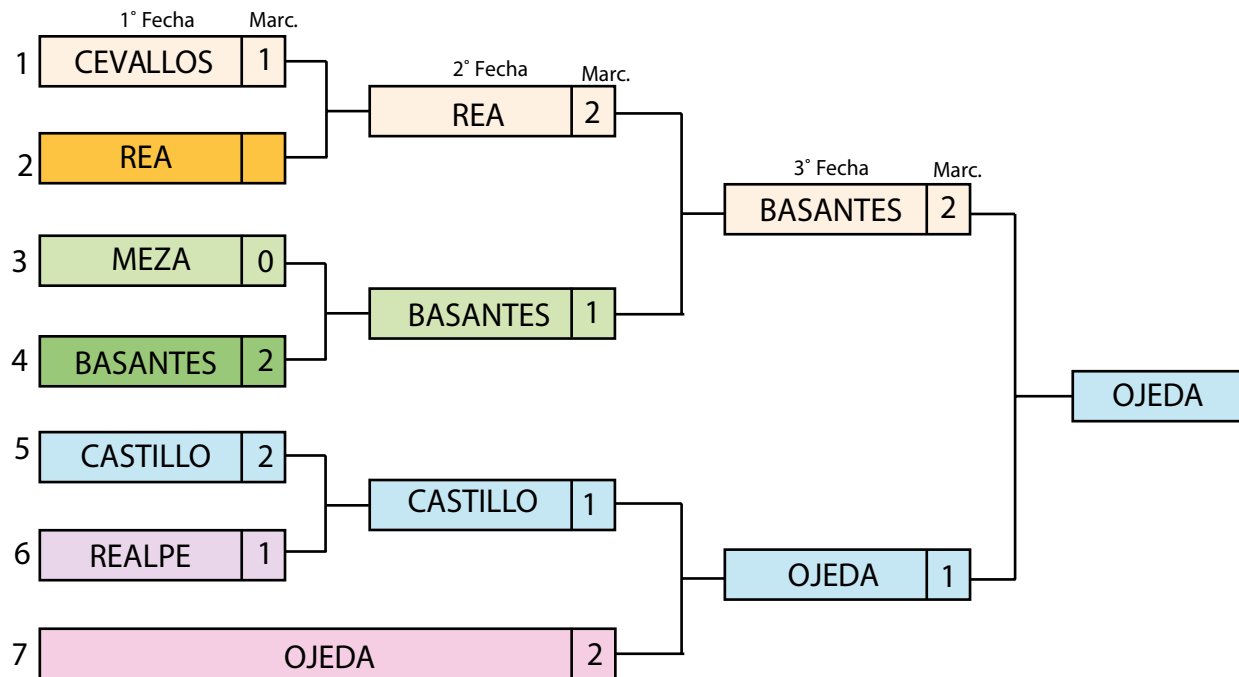 1° Fecha Marc.
1 CEVALLOS 1
2° Fecha Marc.
REA 2
2 REA
3° Fecha Marc.
BASANTES 2
3 MEZA 0
BASANTES 1
4 BASANTES 2
OJEDA
5 CASTILLO 2
CASTILLO 1
6 REALPE 1
OJEDA 1
7 OJEDA 2